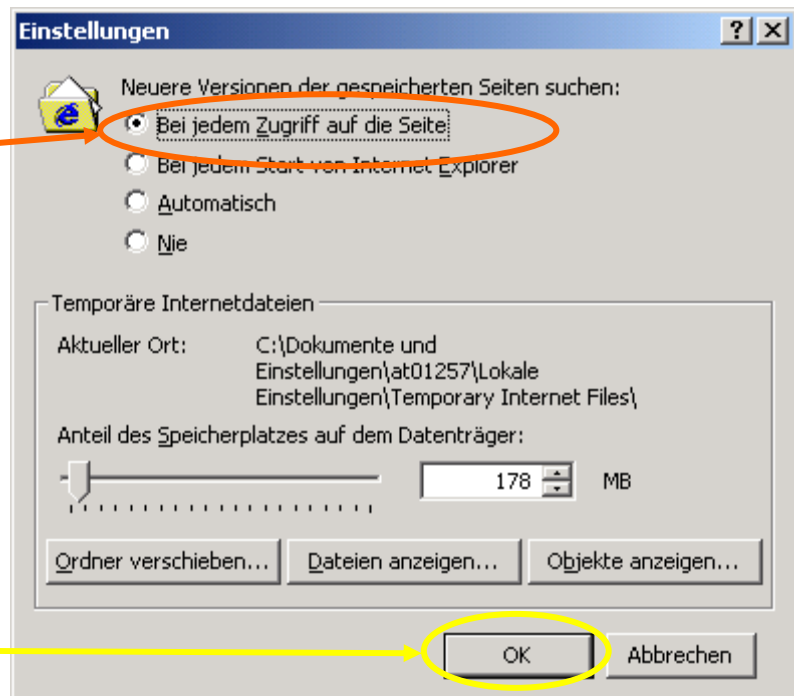 Einstellungen
Neuere Versionen der gespeicherten Seiten suchen:
Bei jedem Zugriff auf die Seite
Bei jedem Start von Internet Explorer
Automatisch
Nie
Temporäre Internetdateien
Aktueller Ort: C:\Dokumente und
Einstellungen\at01257\Lokale
Einstellungen\Temporary Internet Files\
Anteil des Speicherplatzes auf dem Datenträger:
178 MB
Ordner verschieben... Dateien anzeigen... Objekte anzeigen...
OK Abbrechen